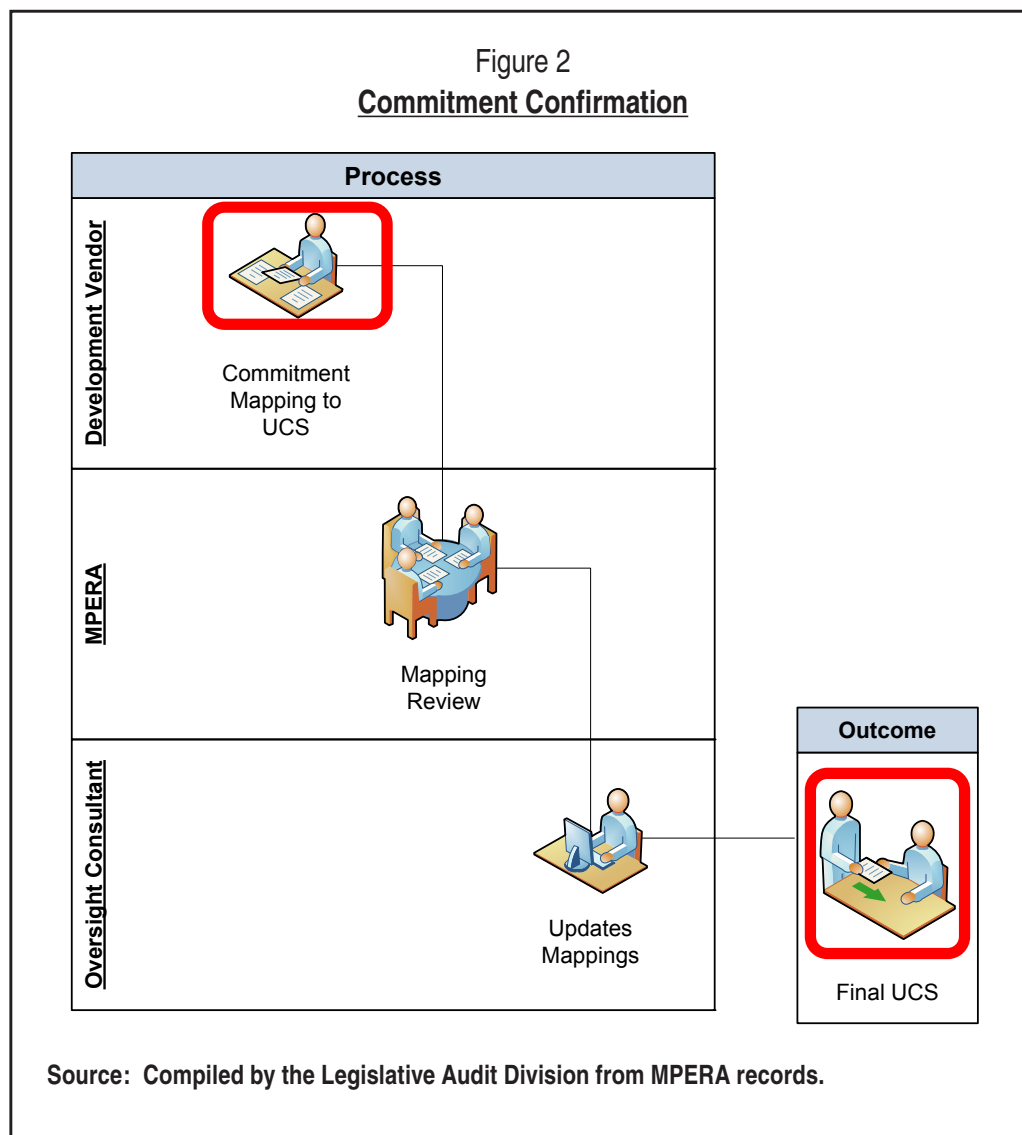 Figure 2
Commitment Confirmation
Process
Development Vendor
Commitment
Mapping to
UCS
MPERA
Mapping
Review
Oversight Consultant
Updates
Mappings
Outcome
Final UCS
Source: Compiled by the Legislative Audit Division from MPERA records.